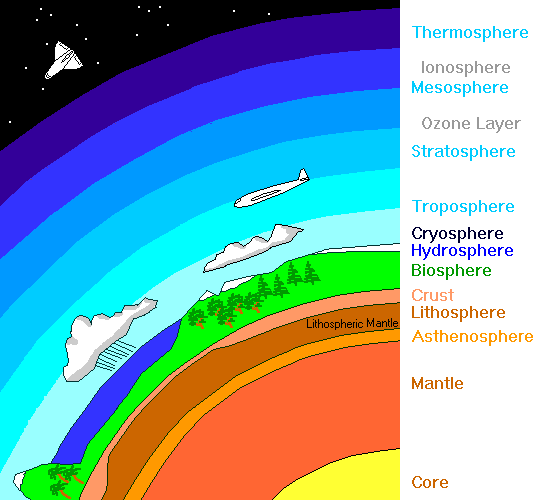 Thermosphere
Ionosphere
Mesosphere
Ozone Layer
Stratosphere
Troposphere
Cryosphere
Hydrosphere
Biosphere
Crust
Lithosphere
Lithospheric Mantle
Asthenosphere
Mantle
Core